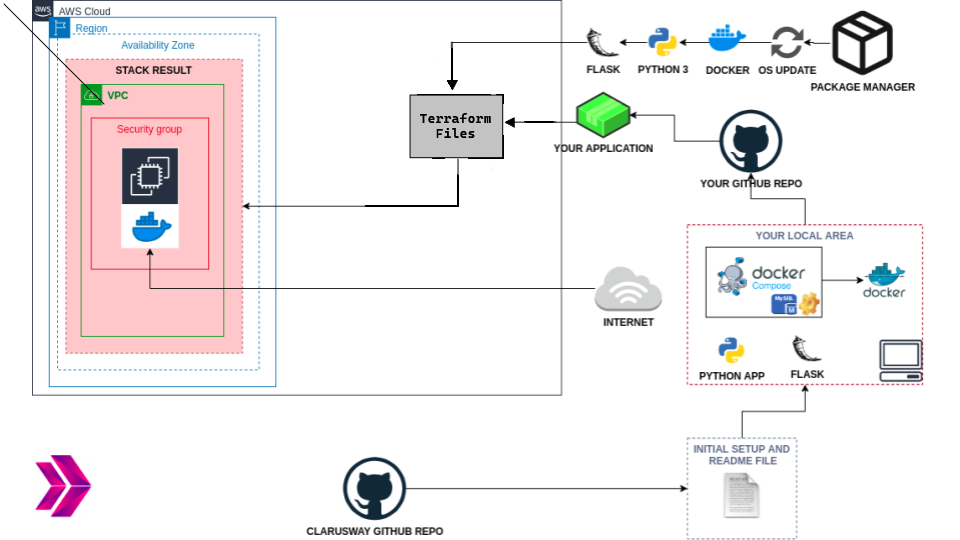 aws
AWS Cloud
Region
Availability Zone
STACK RESULT
VPC
Security group
Terraform
Files
FLASK
PYTHON 3
DOCKER
OS UPDATE
PACKAGE MANAGER
YOUR APPLICATION
YOUR GITHUB REPO
YOUR LOCAL AREA
docker
Compose
MySQL
M
docker
PYTHON APP
FLASK
INTERNET
INITIAL SETUP AND
README FILE
CLARUSWAY GITHUB REPO